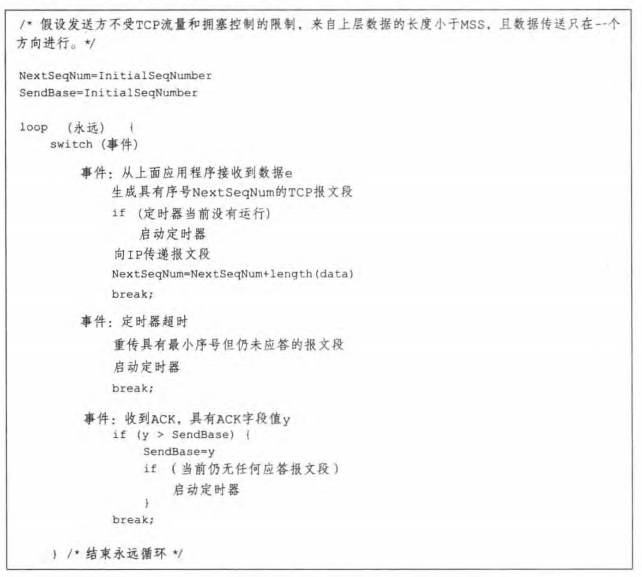 /* 假设发送方不受TCP流量和拥塞控制的限制，来自上层数据的长度小于MSS，且数据传送只在一个
方向进行。*/
NextSeqNum=InitialSeqNumber
SendBase=InitialSeqNumber
loop （永远） {
switch（事件）
事件：从上面应用程序接收到数据e
生成具有序号NextSeqNum的TCP报文段
if （定时器当前没有运行）
启动定时器
向IP传递报文段
NextSeqNum=NextSeqNum+length(data)
break;
事件：定时器超时
重传具有最小序号但仍未应答的报文段
启动定时器
break;
事件：收到ACK，具有ACK字段值y
if (y > SendBase) {
SendBase=y
if （当前仍无任何应答报文段）
启动定时器
}
break;
} /* 结束永远循环 */